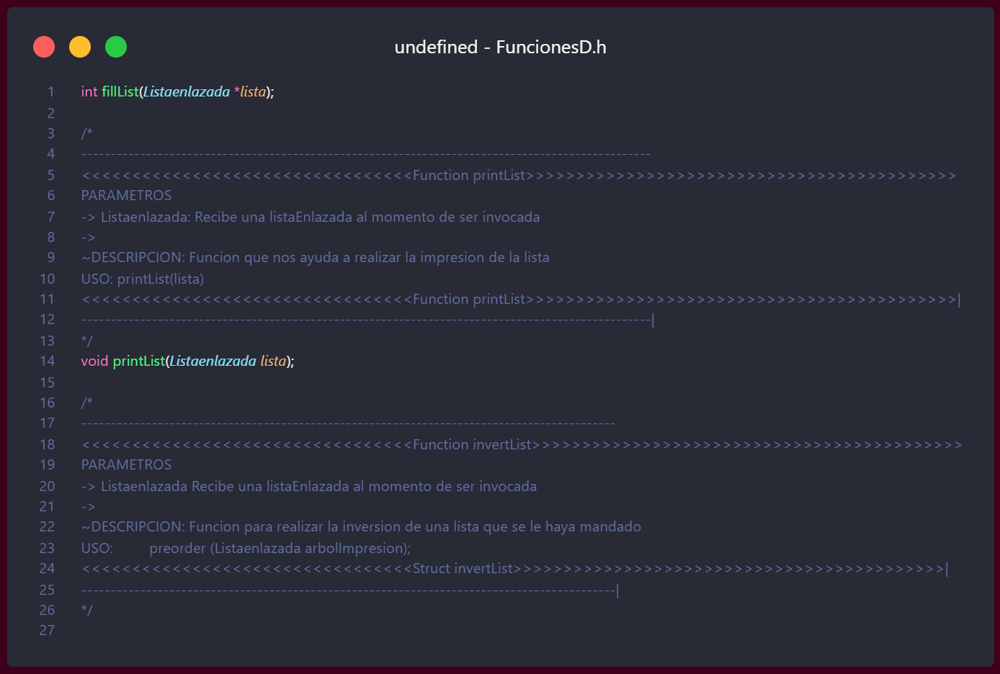 undefined - FuncionesD.h
1 int fillList(Listaenlazada *lista);
2
3 /*
4 -------------------------------------------------------------------------------------------------
5 <<<<<<<<<<<<<<<<<<<<<<<<<<<<<<<<<Function printList>>>>>>>>>>>>>>>>>>>>>>>>>>>>>>>>>>>>>>>>>>>
6 PARAMETROS
7 -> Listaenlazada: Recibe una listaEnlazada al momento de ser invocada
8 ->
9 ~DESCRIPCION: Funcion que nos ayuda a realizar la impresion de la lista
10 USO: printList(lista)
11 <<<<<<<<<<<<<<<<<<<<<<<<<<<<<<<<<Function printList>>>>>>>>>>>>>>>>>>>>>>>>>>>>>>>>>>>>>>>>>>>|
12 -------------------------------------------------------------------------------------------------|
13 */
14 void printList(Listaenlazada lista);
15
16 /*
17 -------------------------------------------------------------------------------------------
18 <<<<<<<<<<<<<<<<<<<<<<<<<<<<<<<<<Function invertList>>>>>>>>>>>>>>>>>>>>>>>>>>>>>>>>>>>>>>>>>>>
19 PARAMETROS
20 -> Listaenlazada Recibe una listaEnlazada al momento de ser invocada
21 ->
22 ~DESCRIPCION: Funcion para realizar la inversion de una lista que se le haya mandado
23 USO: preorder (Listaenlazada arbolImpresion);
24 <<<<<<<<<<<<<<<<<<<<<<<<<<<<<<<<<Struct invertList>>>>>>>>>>>>>>>>>>>>>>>>>>>>>>>>>>>>>>>>>>>|
25 -------------------------------------------------------------------------------------------|
26 */
27